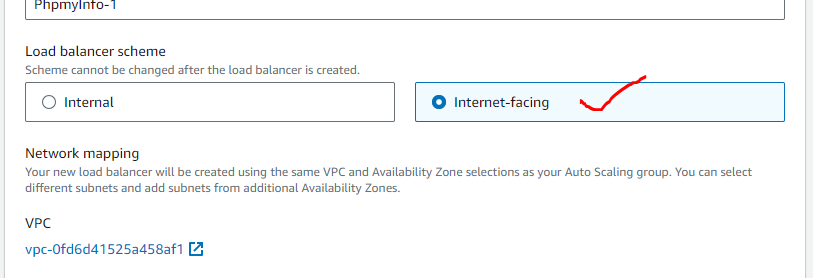 PhpmyInfo-1
Load balancer scheme
Scheme cannot be changed after the load balancer is created.
Internal
Internet-facing
Network mapping
Your new load balancer will be created using the same VPC and Availability Zone selections as your Auto Scaling group. You can select
different subnets and add subnets from additional Availability Zones.
VPC
vpc-0fd6d41525a458af1